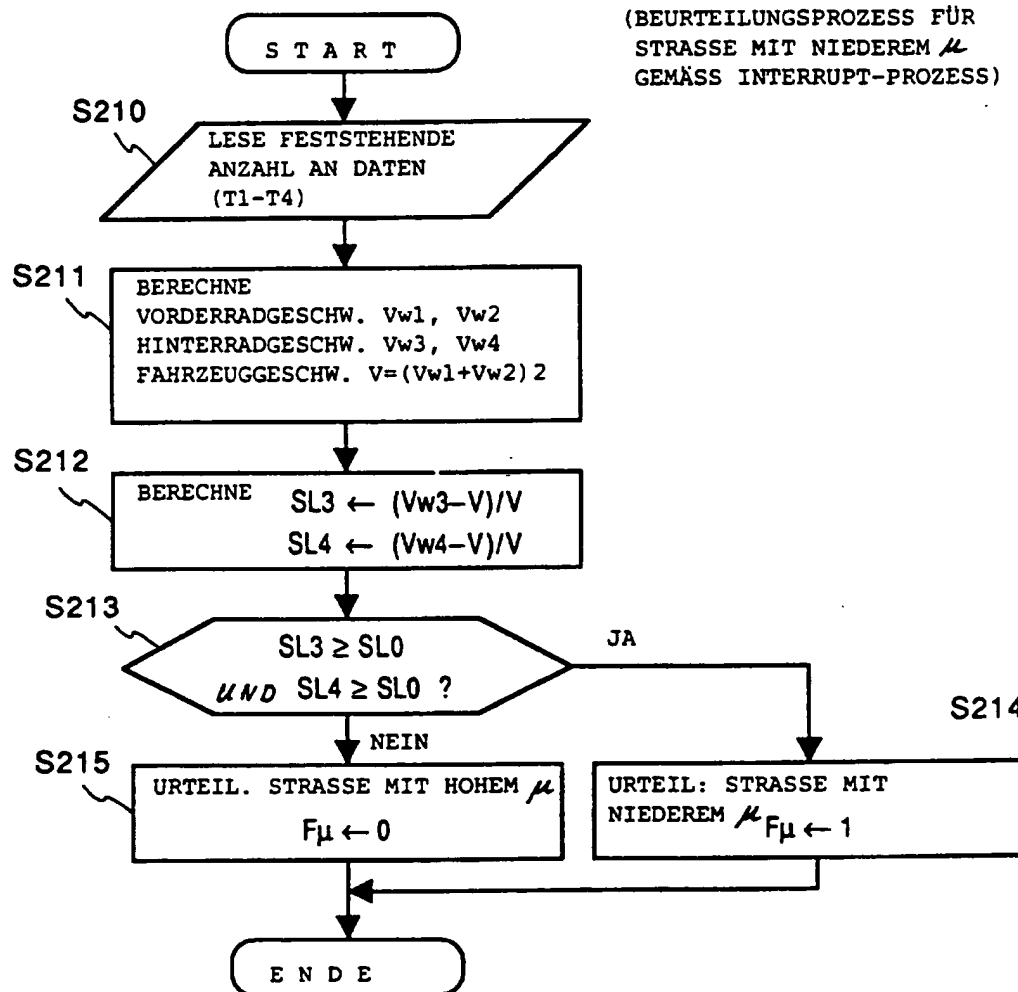 (BEURTEILUNGSPROZESS FÜR
STRASSE MIT NIEDEREM μ
GEMÄSS INTERRUPT-PROZESS)
START
S210
LESE FESTSTEHENDE
ANZAHL AN DATEN
(T1-T4)
S211
BERECHNE
VORDERRADGESCHW. Vw1, Vw2
HINTERRADGESCHW. Vw3, Vw4
FAHRZEUGGESCHW. V=(Vw1+Vw2)2
S212
BERECHNE SL3 ← (Vw3–V)/V
SL4 ← (Vw4–V)/V
S213
SL3 ≥ SL0
UND SL4 ≥ SL0 ?
JA
NEIN
S214
URTEIL: STRASSE MIT
NIEDEREM μ Fμ ← 1
S215
URTEIL. STRASSE MIT HOHEM μ
Fμ ← 0
ENDE